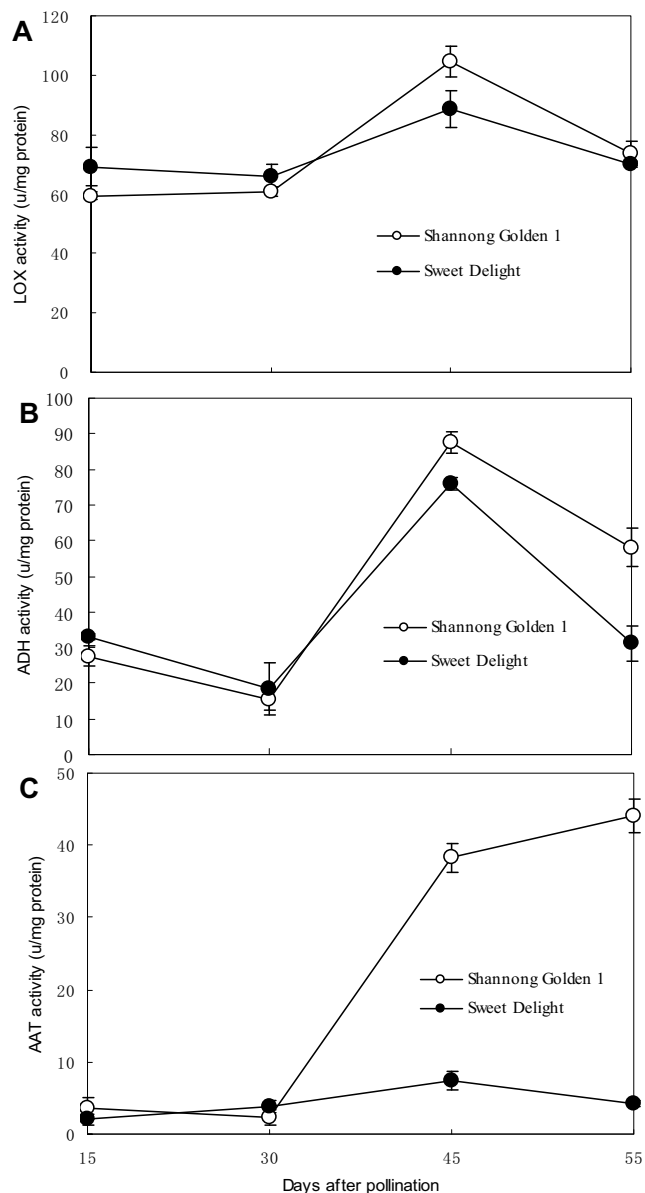 A
120
100
80
60
40
20
0
LOX activity (u/mg protein)
Shannong Golden 1
Sweet Delight
B
100
90
80
70
60
50
40
30
20
10
0
ADH activity (u/mg protein)
Shannong Golden 1
Sweet Delight
C
50
40
30
20
10
0
AAT activity (u/mg protein)
Shannong Golden 1
Sweet Delight
15 30 45 55
Days after pollination